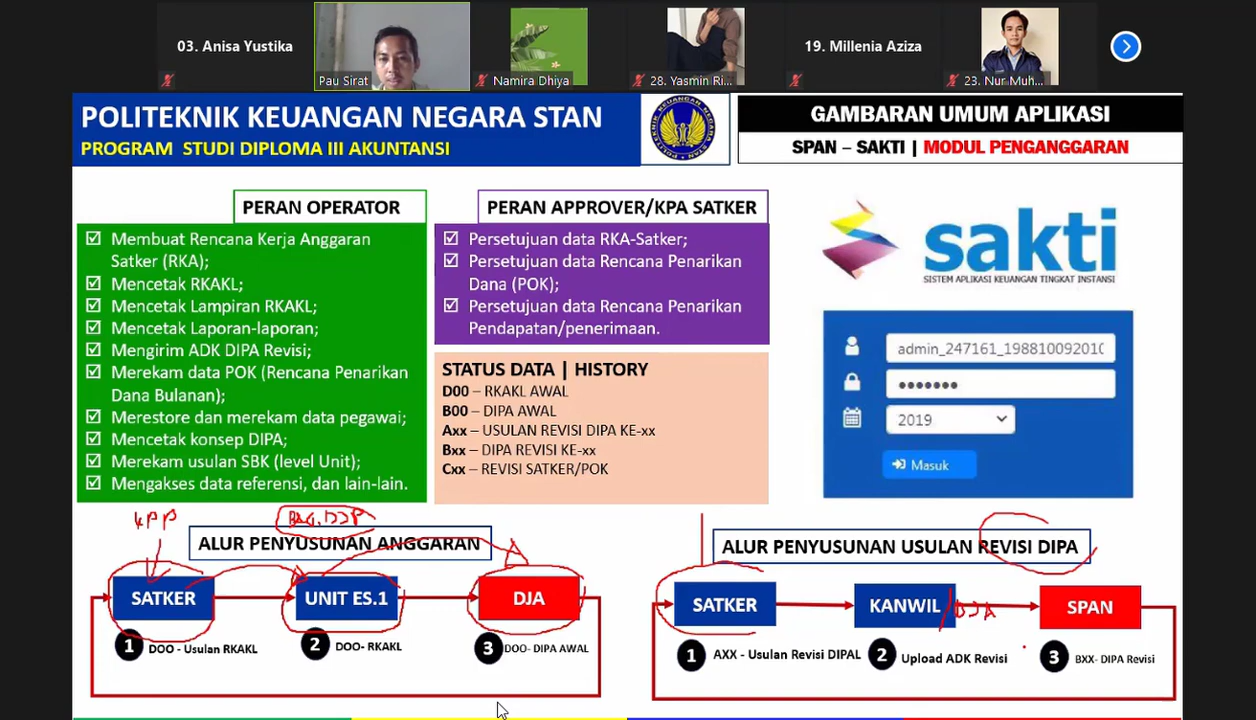 03. Anisa Yustika
Pau Sirat
Namira Dhiya
28. Yasmin Ri...
19. Millenia Aziza
23. Nur Muh...
POLITEKNIK KEUANGAN NEGARA STAN
PROGRAM STUDI DIPLOMA III AKUNTANSI
GAMBARAN UMUM APLIKASI
SPAN – SAKTI | MODUL PENGANGGARAN
PERAN OPERATOR
Membuat Rencana Kerja Anggaran
Satker (RKA);
Mencetak RKAKL;
Mencetak Lampiran RKAKL;
Mencetak Laporan-laporan;
Mengirim ADK DIPA Revisi;
Merekam data POK (Rencana Penarikan
Dana Bulanan);
Merestore dan merekam data pegawai;
Mencetak konsep DIPA;
Merekam usulan SBK (level Unit);
Mengakses data referensi, dan lain-lain.
PERAN APPROVER/KPA SATKER
Persetujuan data RKA-Satker;
Persetujuan data Rencana Penarikan
Dana (POK);
Persetujuan data Rencana Penarikan
Pendapatan/penerimaan.
STATUS DATA | HISTORY
D00 – RKAKL AWAL
B00 – DIPA AWAL
Axx – USULAN REVISI DIPA KE-xx
Bxx – DIPA REVISI KE-xx
Cxx – REVISI SATKER/POK
sakti
SISTEM APLIKASI KEUANGAN TINGKAT INSTANSI
admin_247161_198810092010
2019
Masuk
KPP
ALUR PENYUSUNAN ANGGARAN
SATKER
UNIT ES.1
DJA
1 DOO - Usulan RKAKL
2 DOO- RKAKL
3 DOO- DIPA AWAL
ALUR PENYUSUNAN USULAN REVISI DIPA
SATKER
KANWIL
/DJA
SPAN
1 AXX - Usulan Revisi DIPAL
2 Upload ADK Revisi
3 BXX- DIPA Revisi